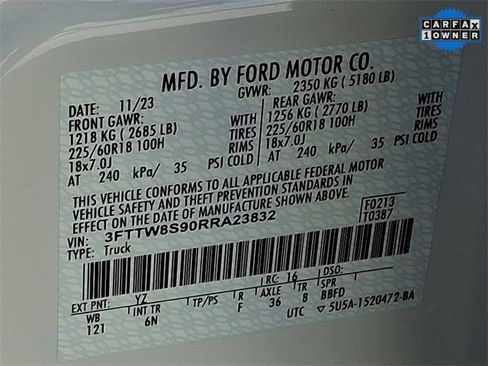 CARFAX
1 OWNER
MFD. BY FORD MOTOR CO.
DATE: 11/23 GVWR: 2350 KG ( 5180 LB)
FRONT GAWR: REAR GAWR:
1218 KG ( 2685 LB) WITH 1256 KG ( 2770 LB) WITH
225/60R18 100H TIRES 225/60R18 100H TIRES
18x7.0J RIMS 18x7.0J RIMS
AT 240 kPa/ 35 PSI COLD AT 240 kPa/ 35 PSI COLD
THIS VEHICLE CONFORMS TO ALL APPLICABLE FEDERAL MOTOR
VEHICLE SAFETY AND THEFT PREVENTION STANDARDS IN
EFFECT ON THE DATE OF MANUFACTURE SHOWN ABOVE.
VIN: 3FTTW8S90RRA23832 F0213
TYPE: Truck T0387
EXT PNT: YZ RC: 16 DSO:
WB INT TR TP/PS R AXLE TR SPR
121 6N F 36 8 BBFD
UTC 5U5A-1520472-BA